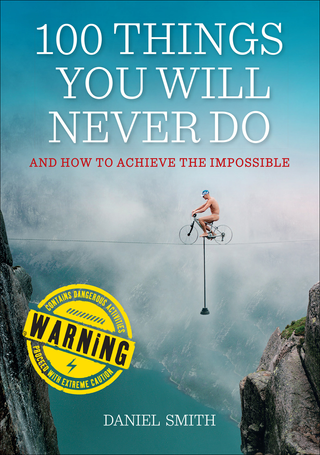 100 THINGS
YOU WILL
NEVER DO
AND HOW TO ACHIEVE THE IMPOSSIBLE
CONTAINS DANGEROUS ACTIVITIES
WARNiNG
PROCEED WITH EXTREME CAUTION
DANIEL SMITH